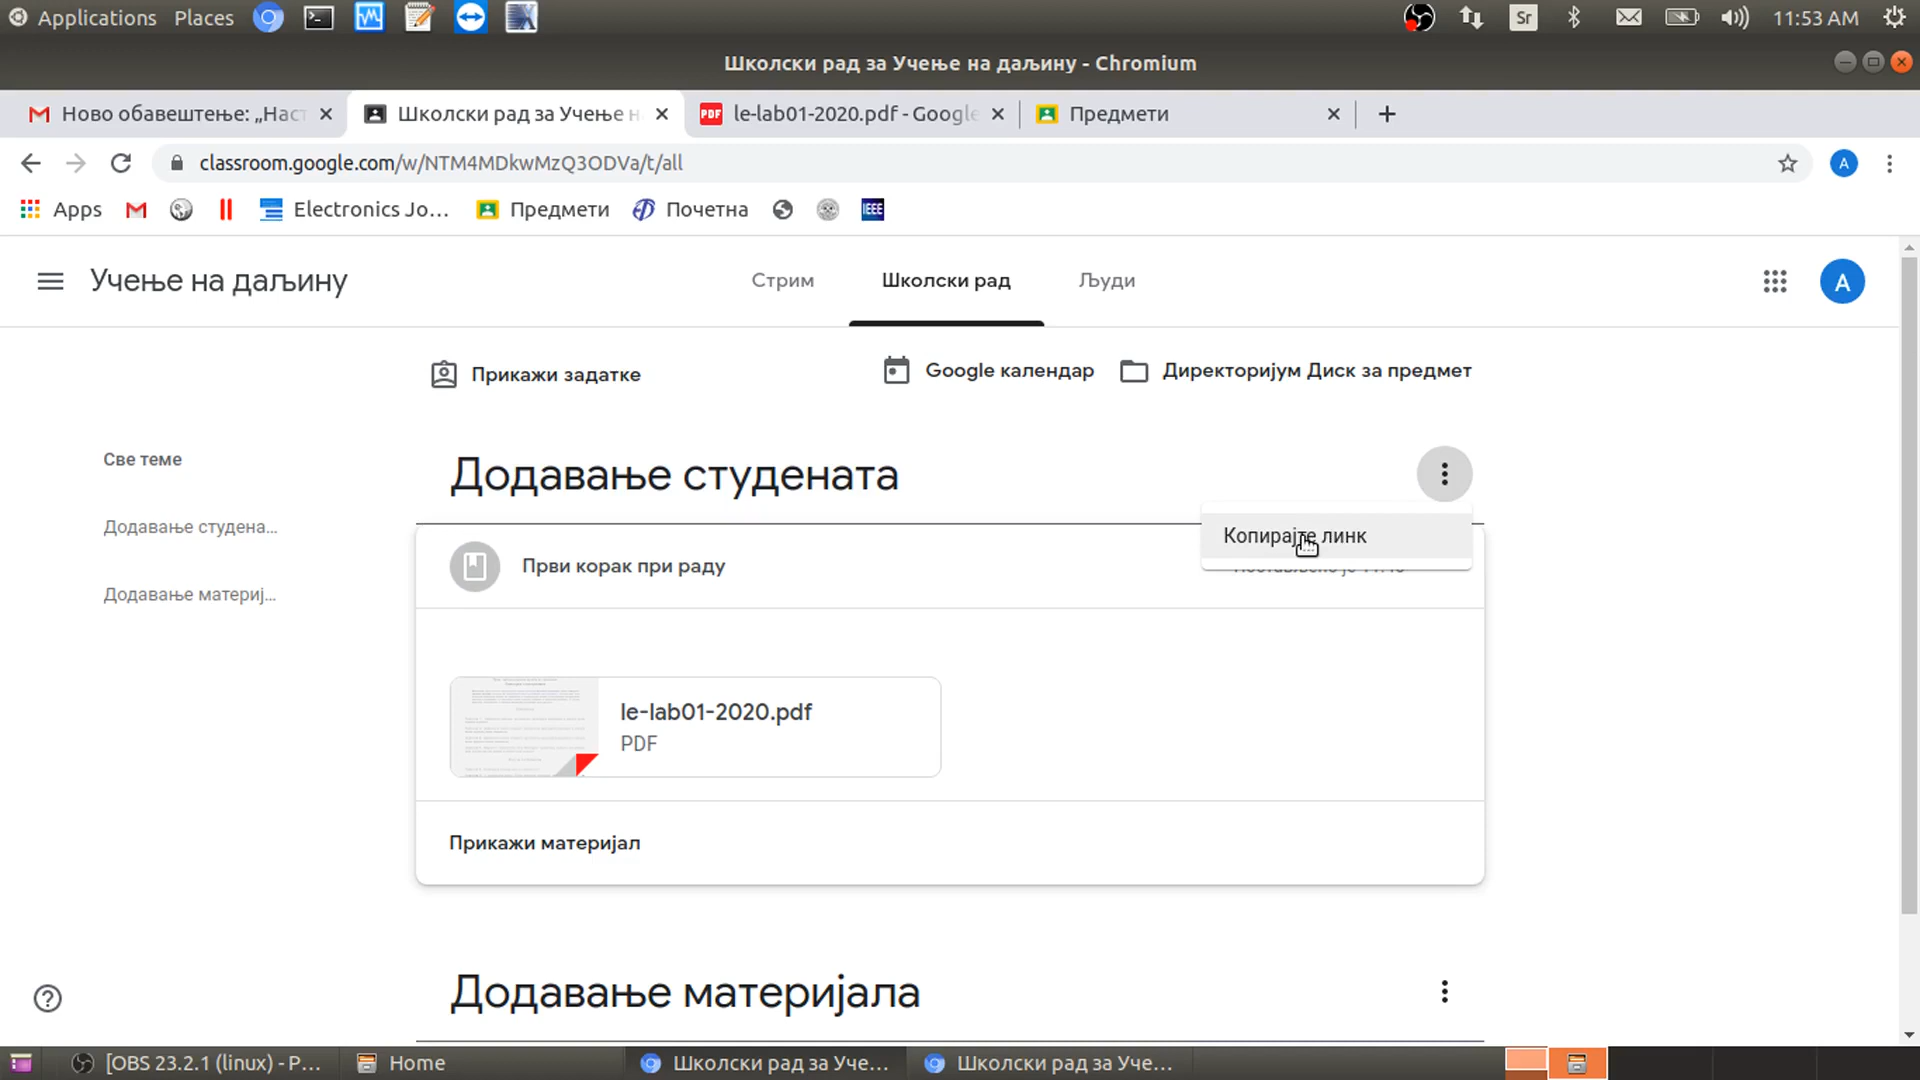 Applications Places Sr 11:53 AM
Школски рад за Учење на даљину - Chromium
Ново обавештење: „Наст Школски рад за Учење н le-lab01-2020.pdf - Google Предмети
classroom.google.com/w/NTM4MDkwMzQ3ODVa/t/all A
Apps Electronics Jo... Предмети Почетна IEEE
Учење на даљину Стрим Школски рад Људи A
Прикажи задатке Google календар Директоријум Диск за предмет
Све теме
Додавање студена...
Додавање материј...
Додавање студената
Копирајте линк
Први корак при раду
le-lab01-2020.pdf
PDF
Прикажи материјал
Додавање материјала
[OBS 23.2.1 (linux) - P... Home Школски рад за Уче... Школски рад за Уче...